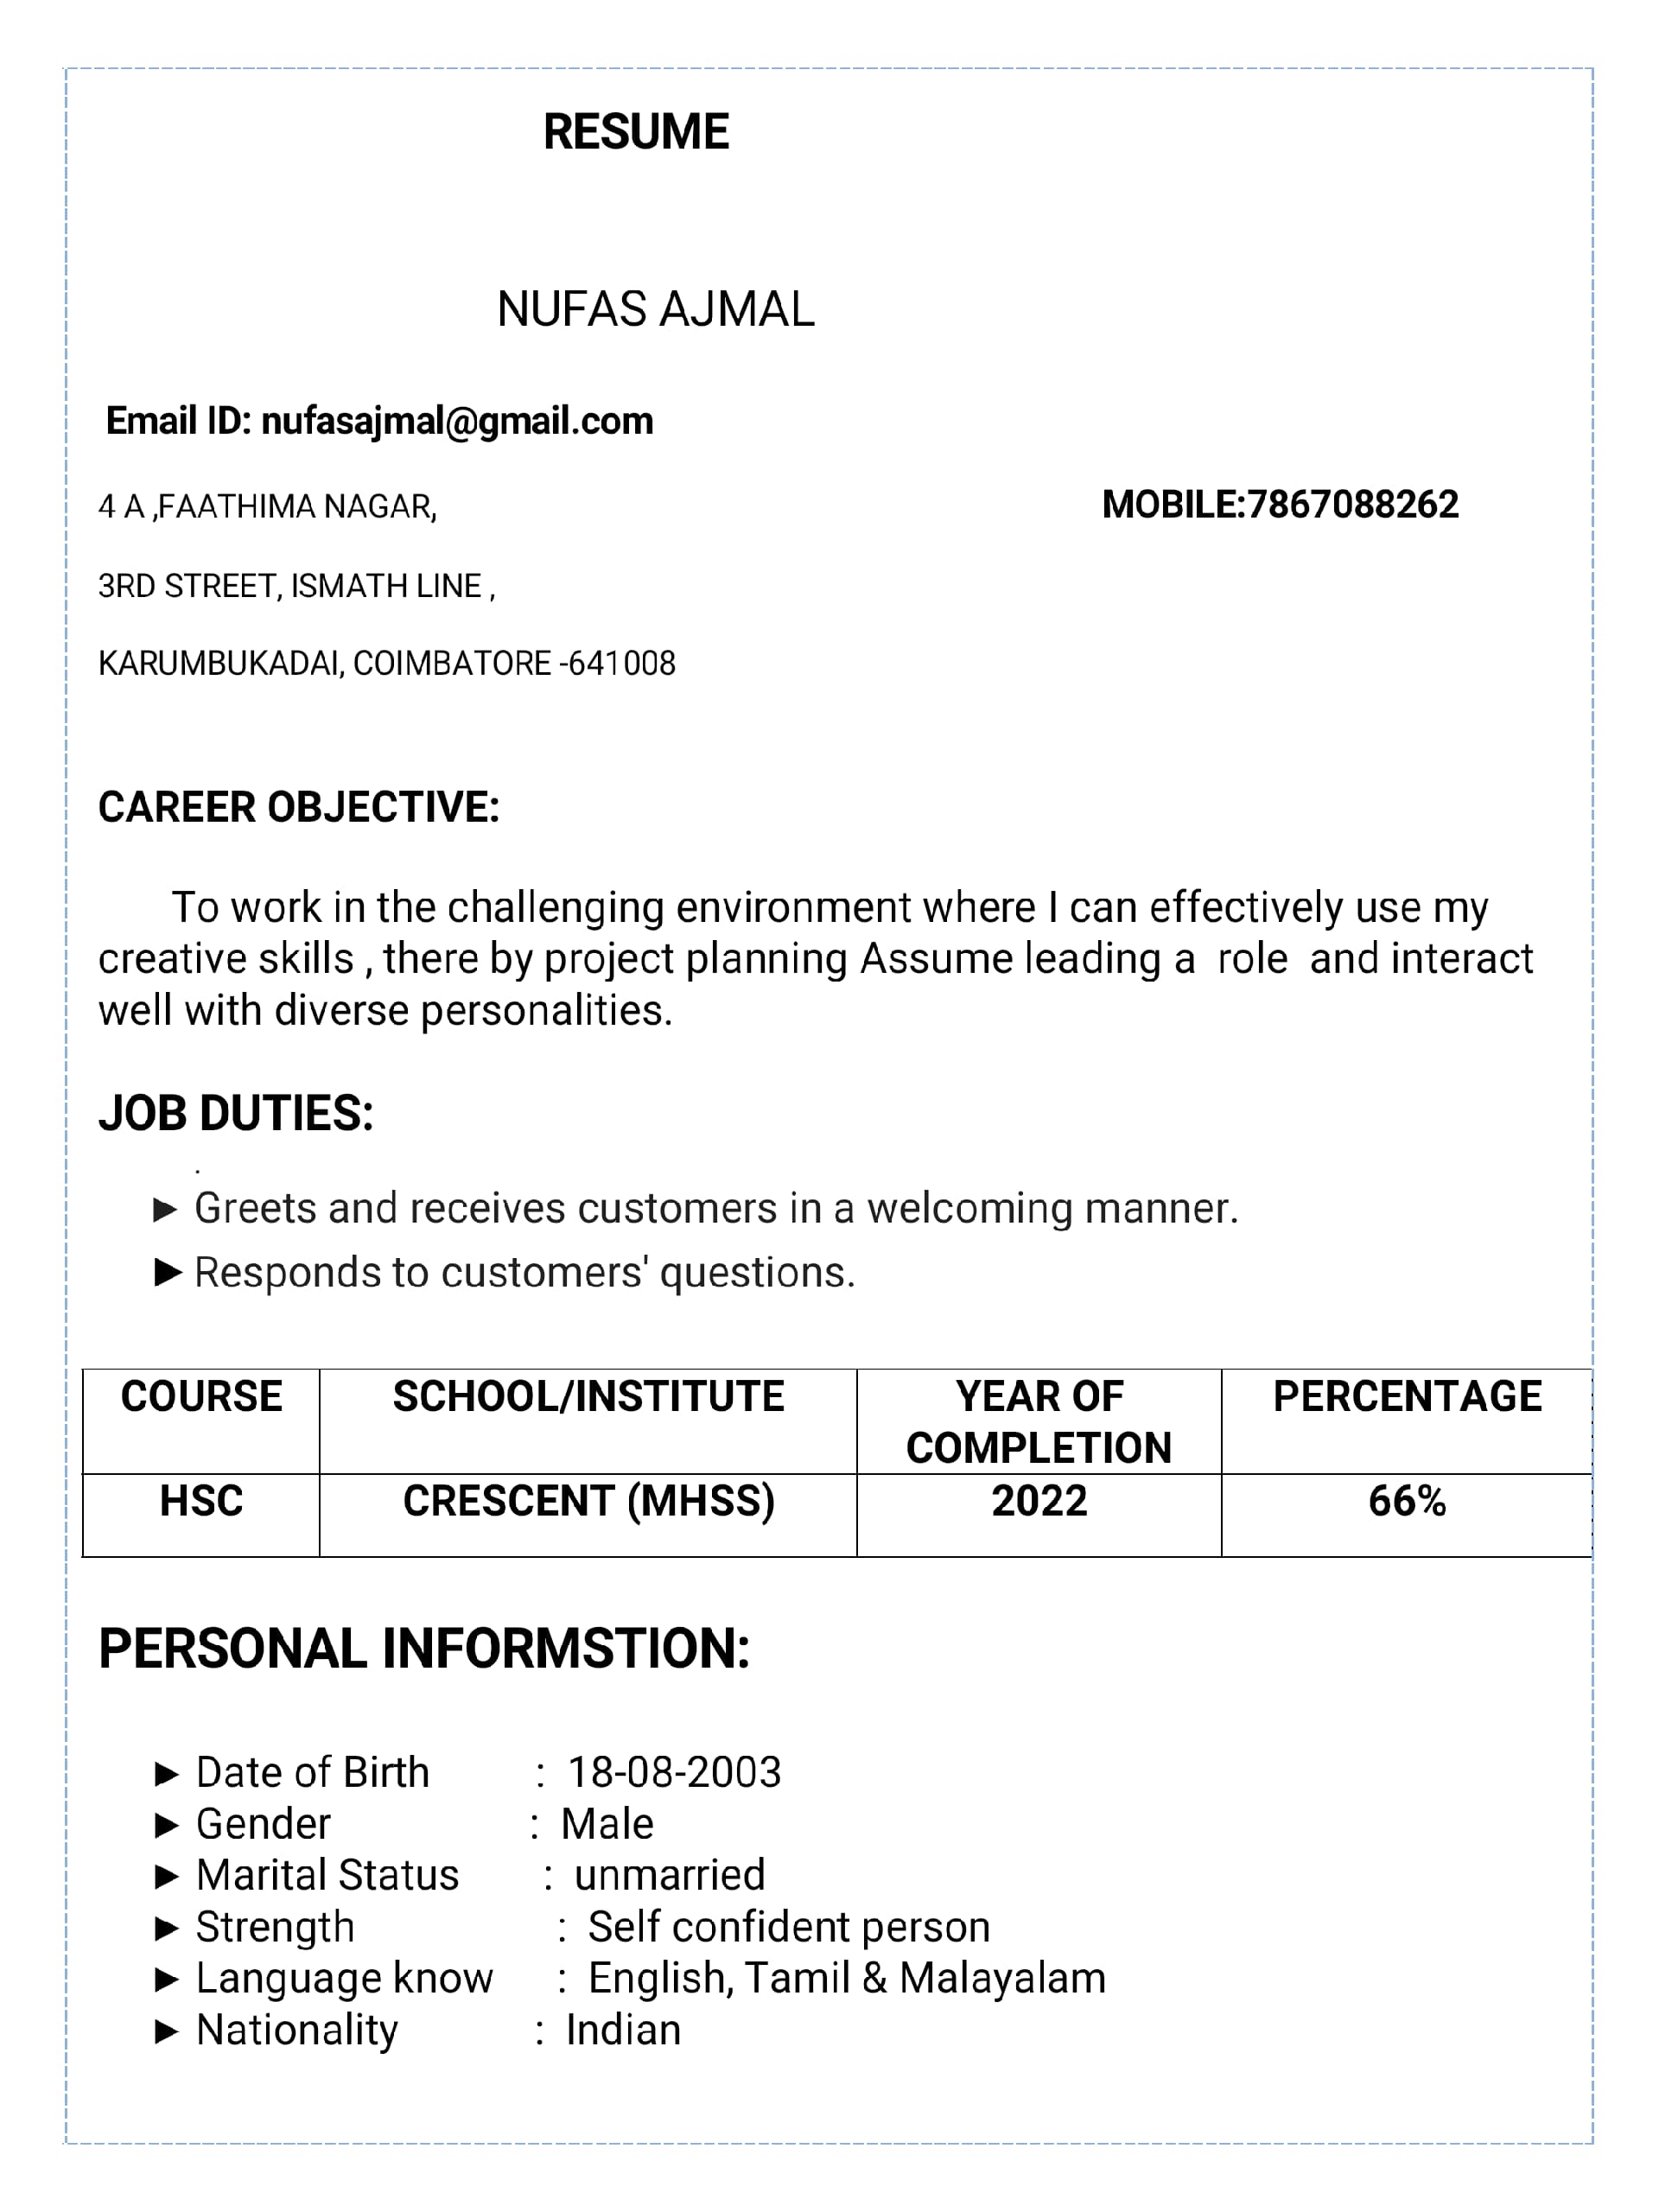 RESUME
NUFAS AJMAL
Email ID: nufasajmal@gmail.com
4 A ,FAATHIMA NAGAR, MOBILE:7867088262
3RD STREET, ISMATH LINE ,
KARUMBUKADAI, COIMBATORE -641008
CAREER OBJECTIVE:
To work in the challenging environment where I can effectively use my
creative skills , there by project planning Assume leading a role and interact
well with diverse personalities.
JOB DUTIES:
.
► Greets and receives customers in a welcoming manner.
► Responds to customers' questions.
COURSE SCHOOL/INSTITUTE YEAR OF COMPLETION PERCENTAGE
HSC CRESCENT (MHSS) 2022 66%
PERSONAL INFORMSTION:
► Date of Birth : 18-08-2003
► Gender : Male
► Marital Status : unmarried
► Strength : Self confident person
► Language know : English, Tamil & Malayalam
► Nationality : Indian